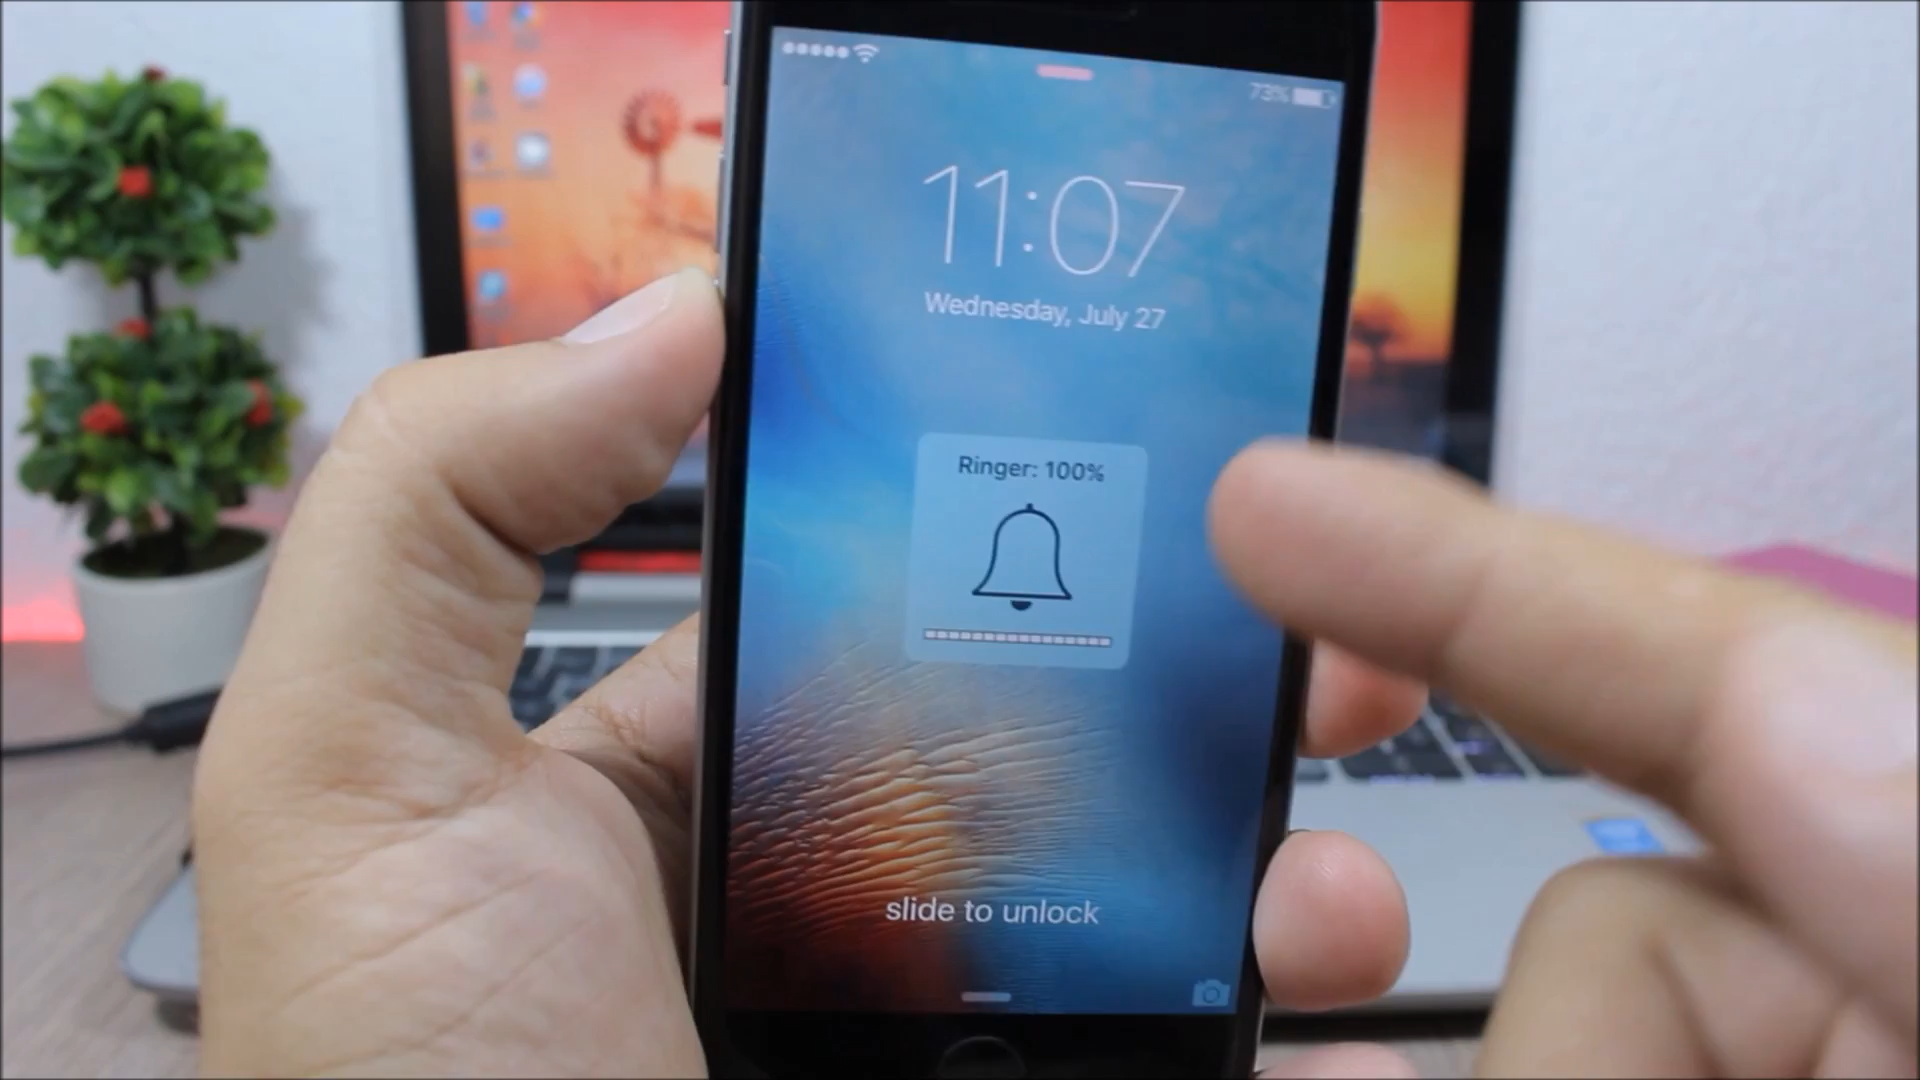 73%
11:07
Wednesday, July 27
Ringer: 100%
slide to unlock